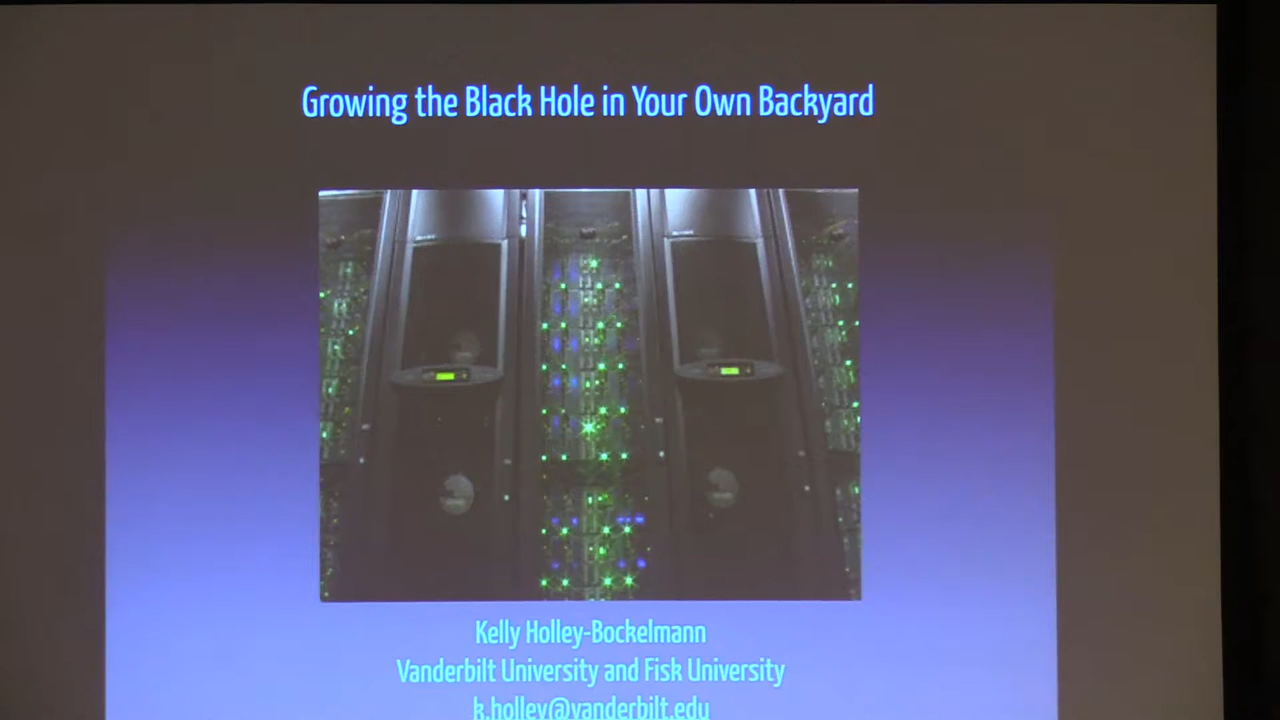 Growing the Black Hole in Your Own Backyard
Kelly Holley-Bockelmann
Vanderbilt University and Fisk University
k.holley@vanderbilt.edu